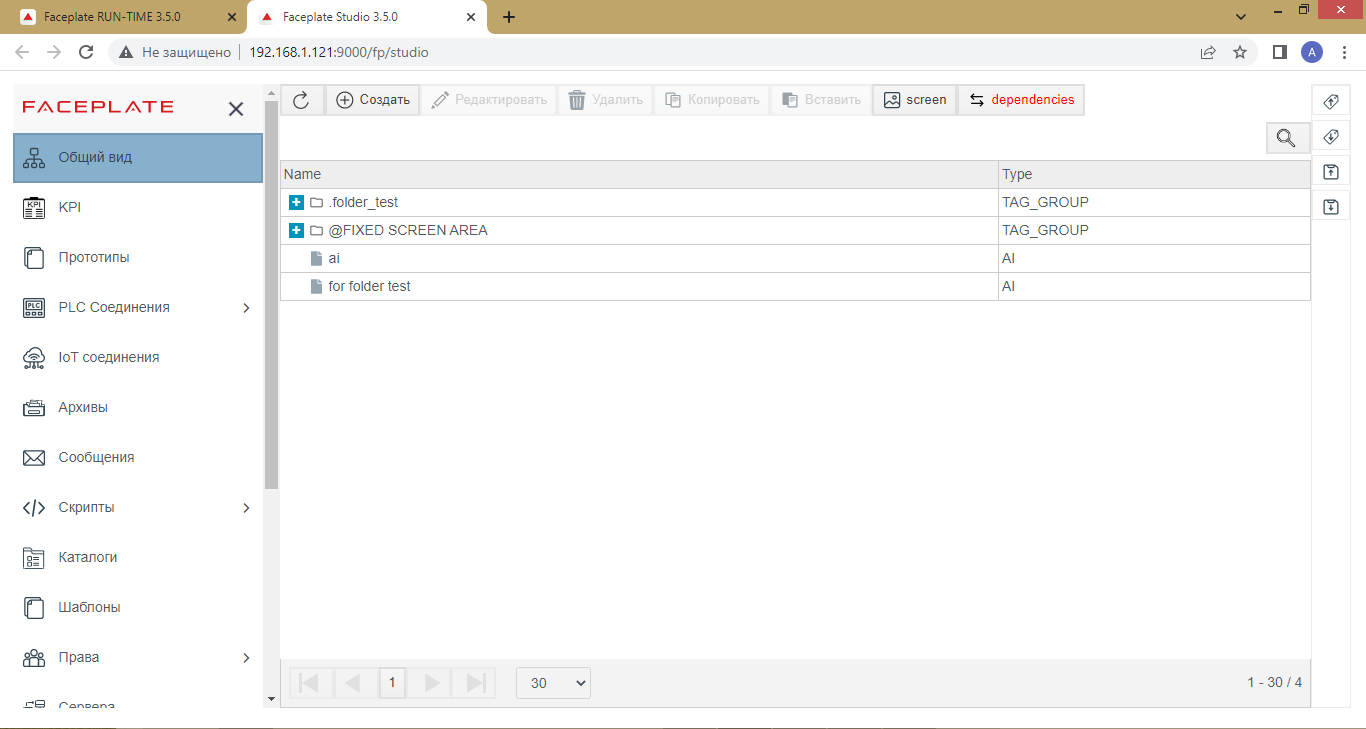 Faceplate RUN-TIME 3.5.0
Faceplate Studio 3.5.0
Не защищено
192.168.1.121:9000/fp/studio
A
FACEPLATE
Общий вид
KPI
KPI
Прототипы
PLC
PLC Соединения
IoT соединения
Архивы
Сообщения
Скрипты
Каталоги
Шаблоны
Права
Сервера
Создать
Редактировать
Удалить
Копировать
Вставить
screen
dependencies
Name Type
.folder_test TAG_GROUP
@FIXED SCREEN AREA TAG_GROUP
ai AI
for folder test AI
1
30
1 - 30 / 4